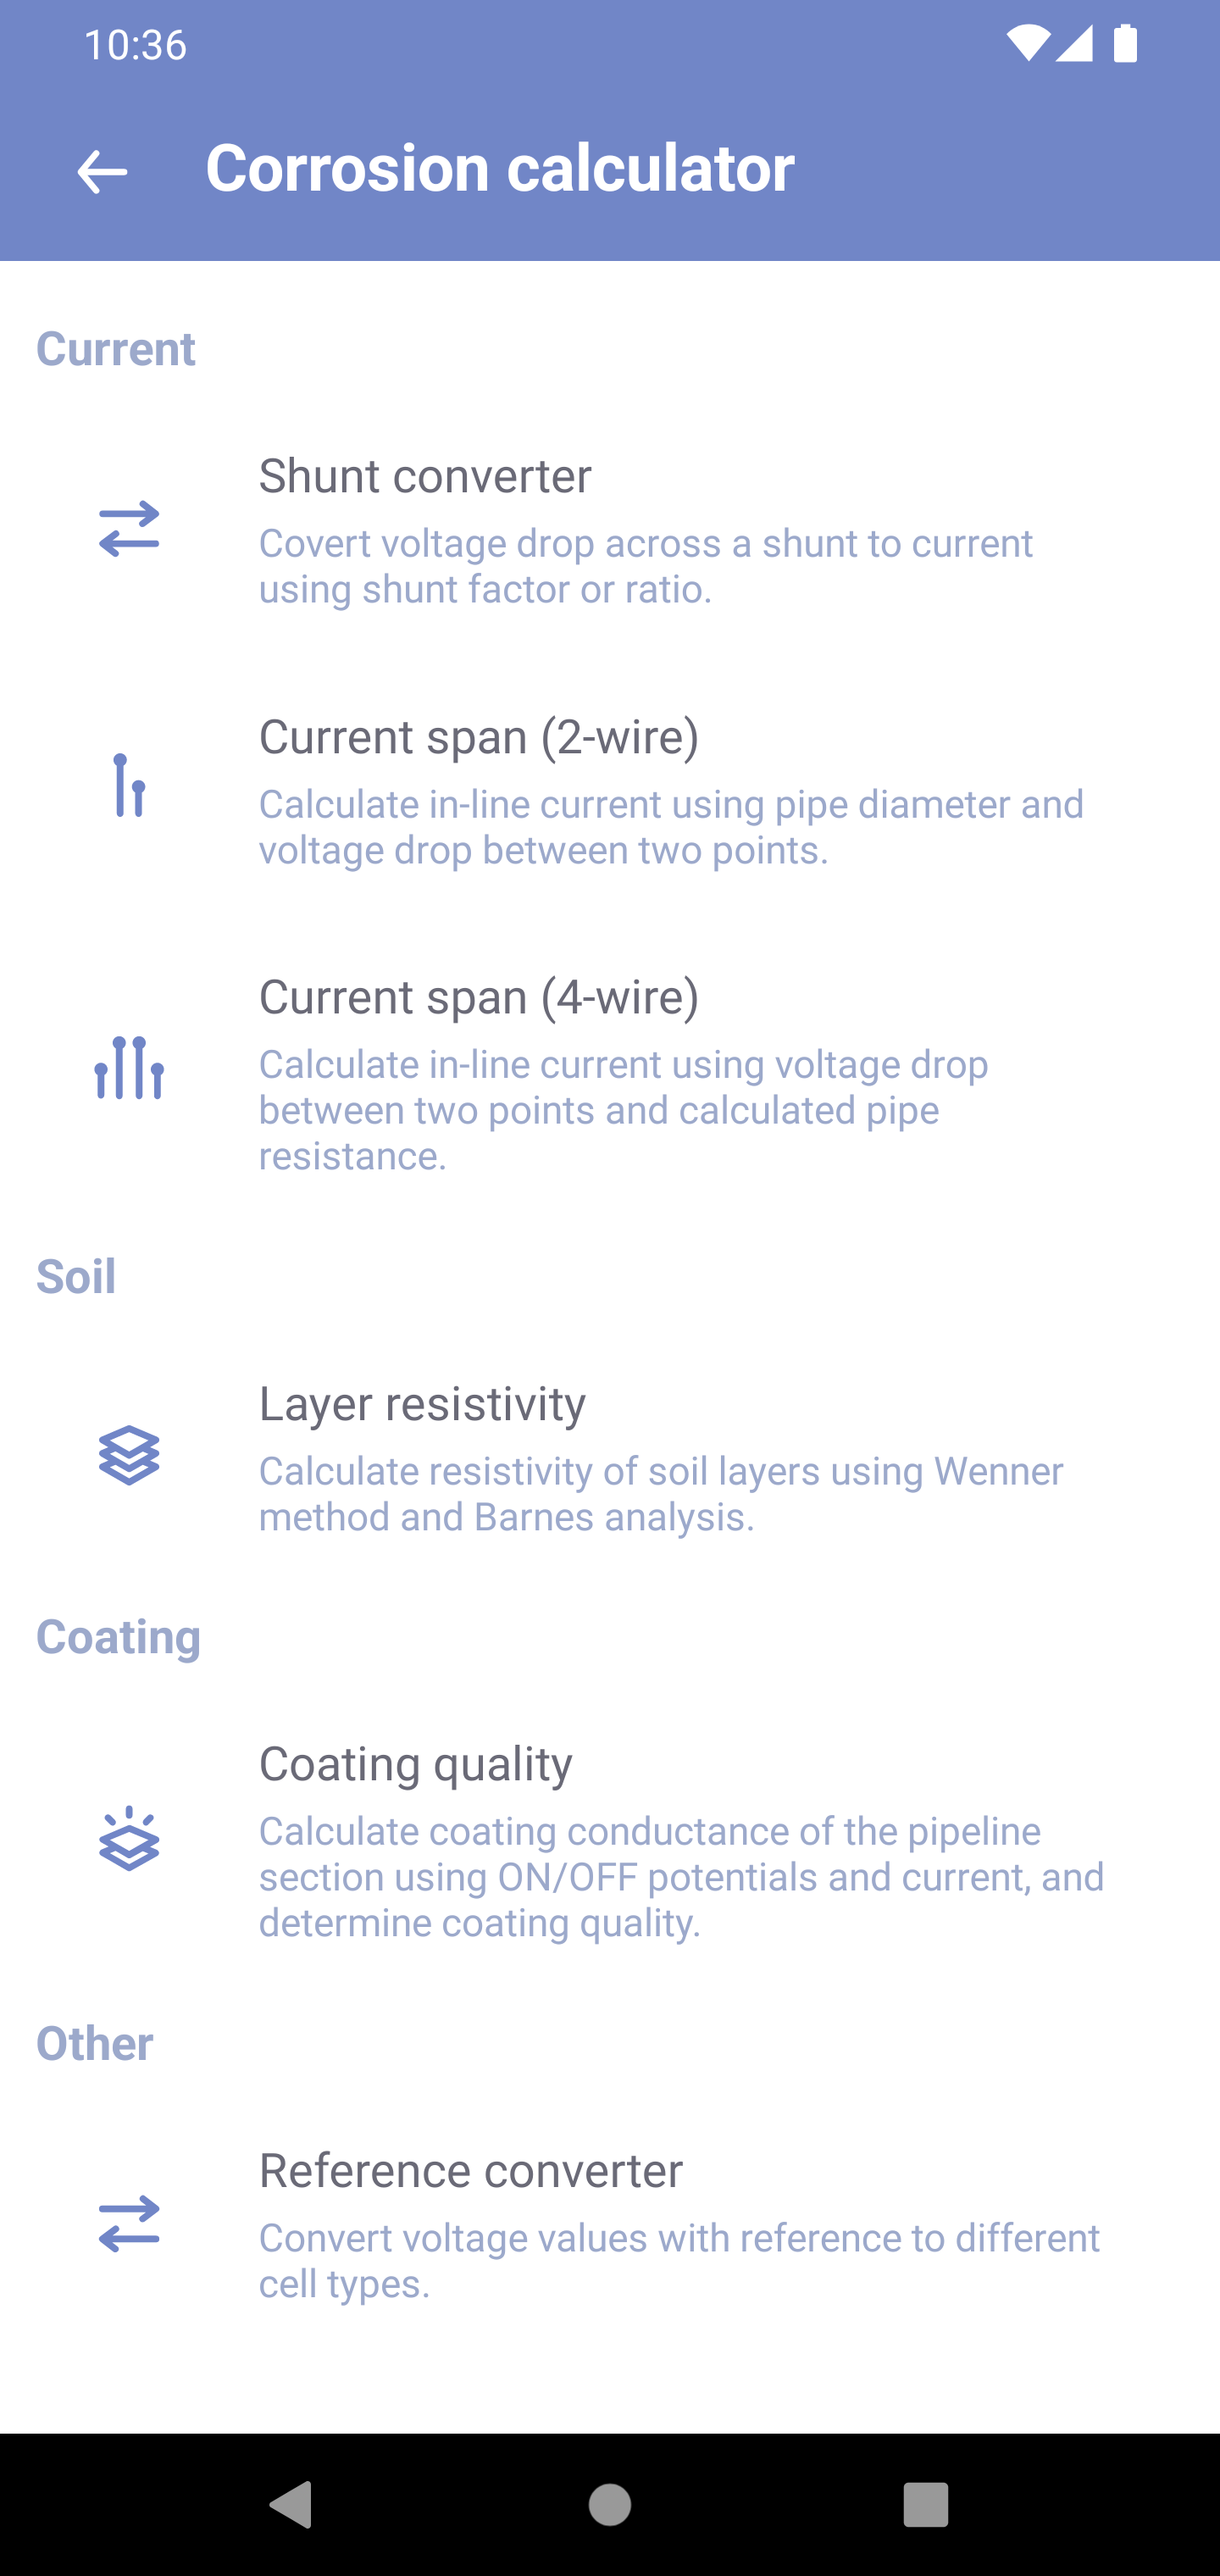 10:36
Corrosion calculator
Current
Shunt converter
Covert voltage drop across a shunt to current
using shunt factor or ratio.
Current span (2-wire)
Calculate in-line current using pipe diameter and
voltage drop between two points.
Current span (4-wire)
Calculate in-line current using voltage drop
between two points and calculated pipe
resistance.
Soil
Layer resistivity
Calculate resistivity of soil layers using Wenner
method and Barnes analysis.
Coating
Coating quality
Calculate coating conductance of the pipeline
section using ON/OFF potentials and current, and
determine coating quality.
Other
Reference converter
Convert voltage values with reference to different
cell types.